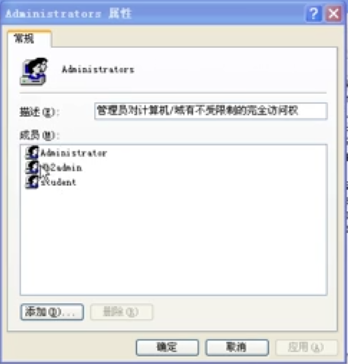 Administrators 属性
常规
Administrators
描述(E):
管理员对计算机/域有不受限制的完全访问权
成员(M):
Administrator
student
添加(D)...
删除(R)
确定
取消
应用(A)